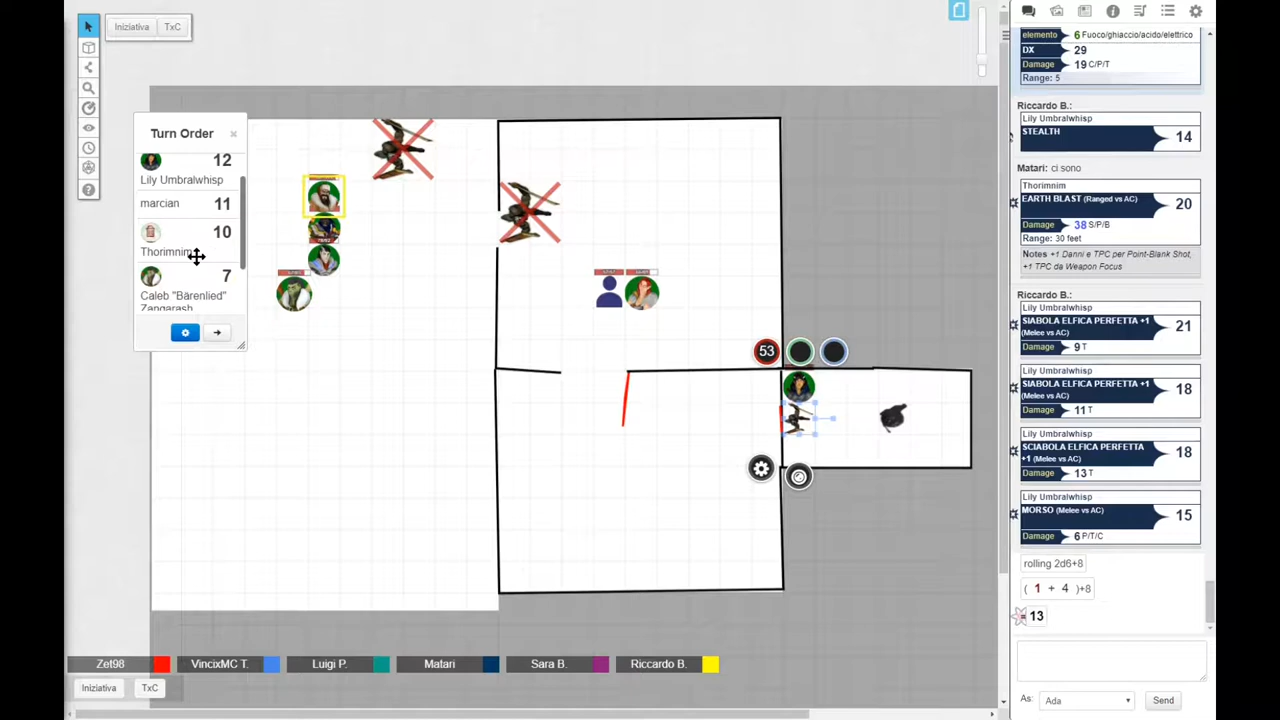 Iniziativa
TxC
Turn Order
×
12
Lily Umbralwhisp
marcian 11
10
Thorimnim
7
Caleb "Bärenlied"
Zangarash
53
Zet98
VincixMC T.
Luigi P.
Matari
Sara B.
Riccardo B.
Iniziativa
TxC
elemento 6 Fuoco/ghiaccio/acido/elettrico
DX 29
Damage 19 C/P/T
Range: 5
Riccardo B.:
Lily Umbralwhisp
STEALTH 14
Matari: ci sono
Thorimnim
EARTH BLAST (Ranged vs AC) 20
Damage 38 S/P/B
Range: 30 feet
Notes +1 Danni e TPC per Point-Blank Shot,
+1 TPC da Weapon Focus
Riccardo B.:
Lily Umbralwhisp
SIABOLA ELFICA PERFETTA +1
(Melee vs AC) 21
Damage 9 T
Lily Umbralwhisp
SIABOLA ELFICA PERFETTA +1
(Melee vs AC) 18
Damage 11 T
Lily Umbralwhisp
SCIABOLA ELFICA PERFETTA
+1 (Melee vs AC) 18
Damage 13 T
Lily Umbralwhisp
MORSO (Melee vs AC) 15
Damage 6 P/T/C
rolling 2d6+8
( 1 + 4 )+8
13
As: Ada
Send